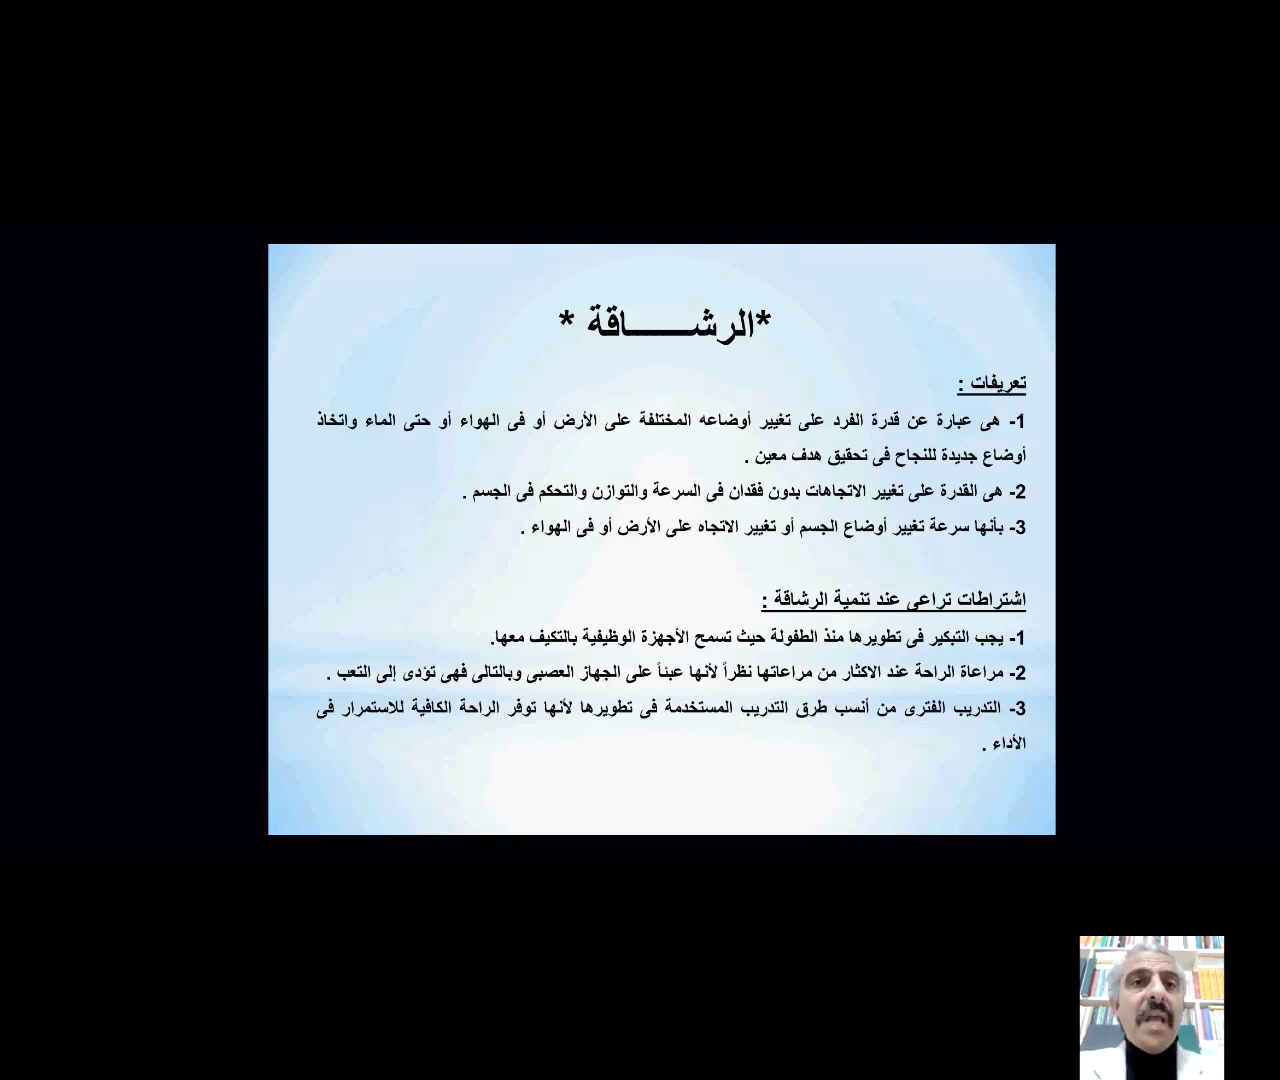 *الرشـــــــاقة *
تعريفات :
1- هى عبارة عن قدرة الفرد على تغيير أوضاعه المختلفة على الأرض أو فى الهواء أو حتى الماء واتخاذ
أوضاع جديدة للنجاح فى تحقيق هدف معين .
2- هى القدرة على تغيير الاتجاهات بدون فقدان فى السرعة والتوازن والتحكم فى الجسم .
3- بأنها سرعة تغيير أوضاع الجسم أو تغيير الاتجاه على الأرض أو فى الهواء .
اشتراطات تراعى عند تنمية الرشاقة :
1- يجب التبكير فى تطويرها منذ الطفولة حيث تسمح الأجهزة الوظيفية بالتكيف معها.
2- مراعاة الراحة عند الاكثار من مراعاتها نظراً لأنها عبئاً على الجهاز العصبى وبالتالى فهى تؤدى إلى التعب .
3- التدريب الفترى من أنسب طرق التدريب المستخدمة فى تطويرها لأنها توفر الراحة الكافية للاستمرار فى
الأداء .